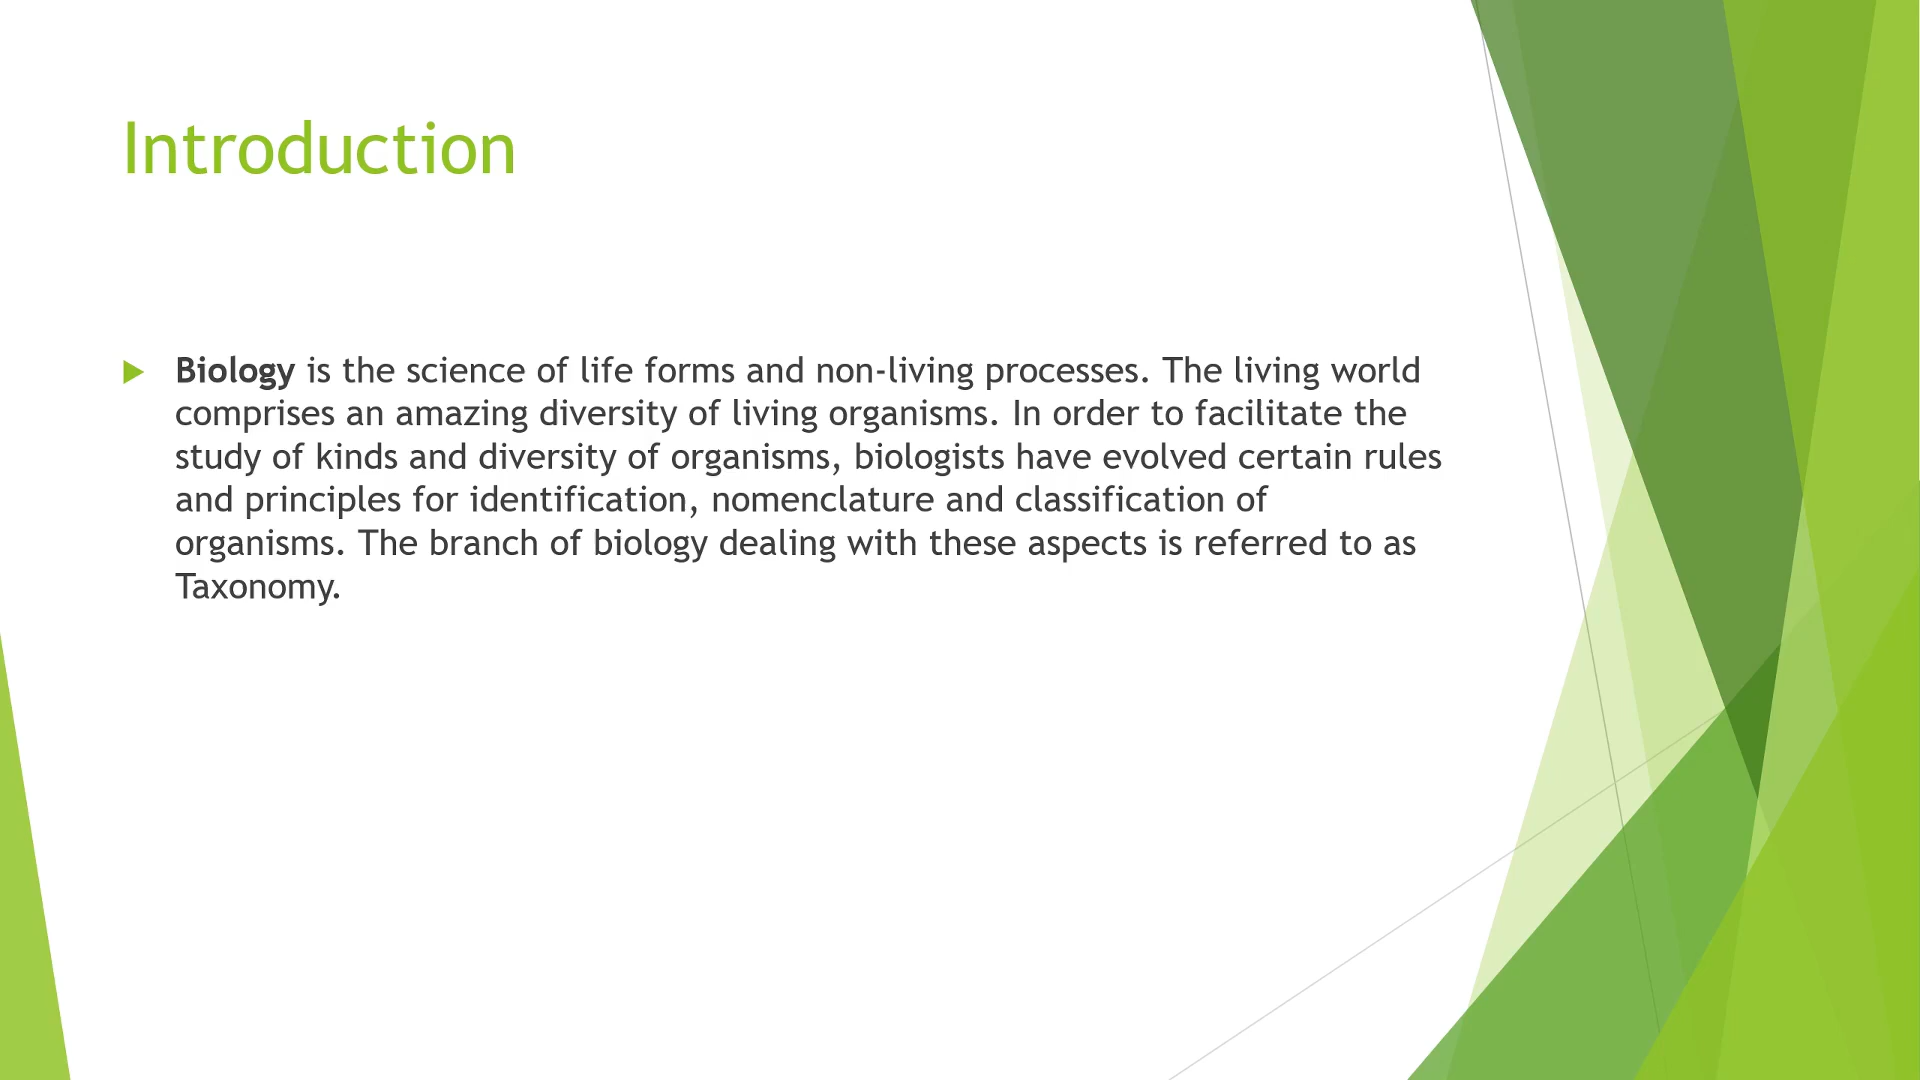 Introduction
Biology is the science of life forms and non-living processes. The living world
comprises an amazing diversity of living organisms. In order to facilitate the
study of kinds and diversity of organisms, biologists have evolved certain rules
and principles for identification, nomenclature and classification of
organisms. The branch of biology dealing with these aspects is referred to as
Taxonomy.